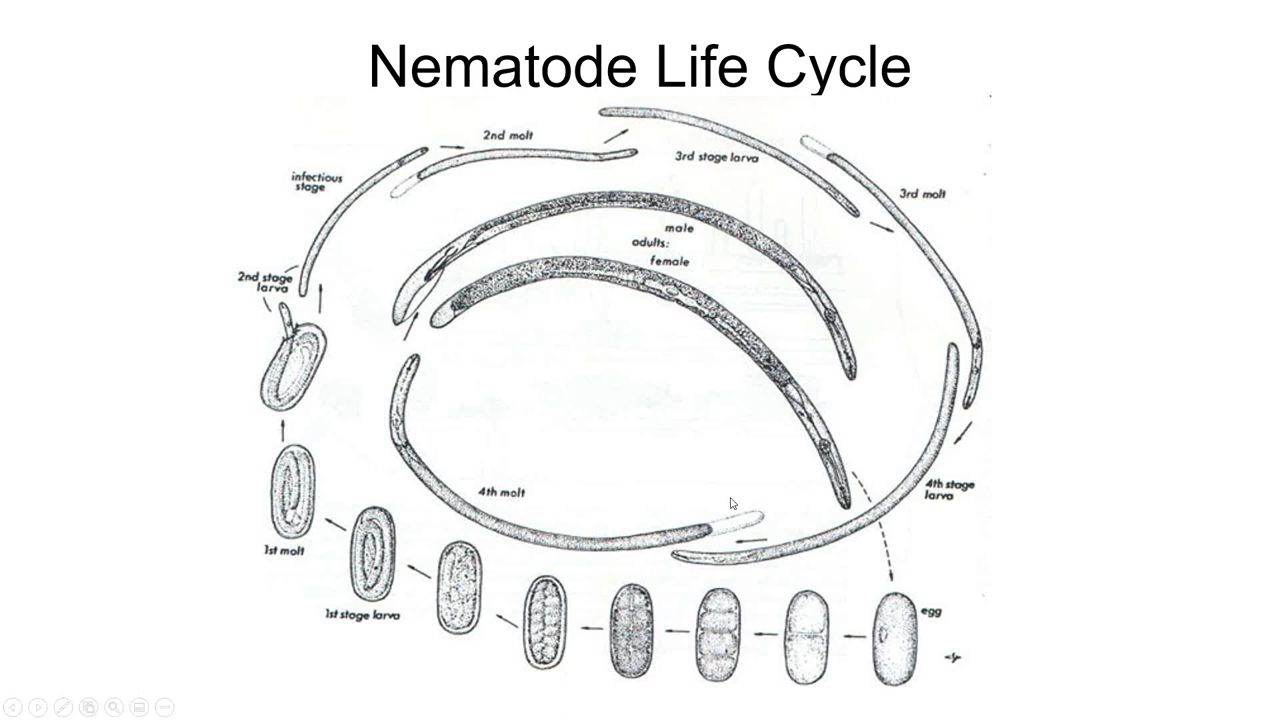 Nematode Life Cycle
2nd molt
3rd stage larva
infectious
stage
3rd molt
male
adults:
female
2nd stage
larva
4th stage
larva
4th molt
1st molt
1st stage larva
egg